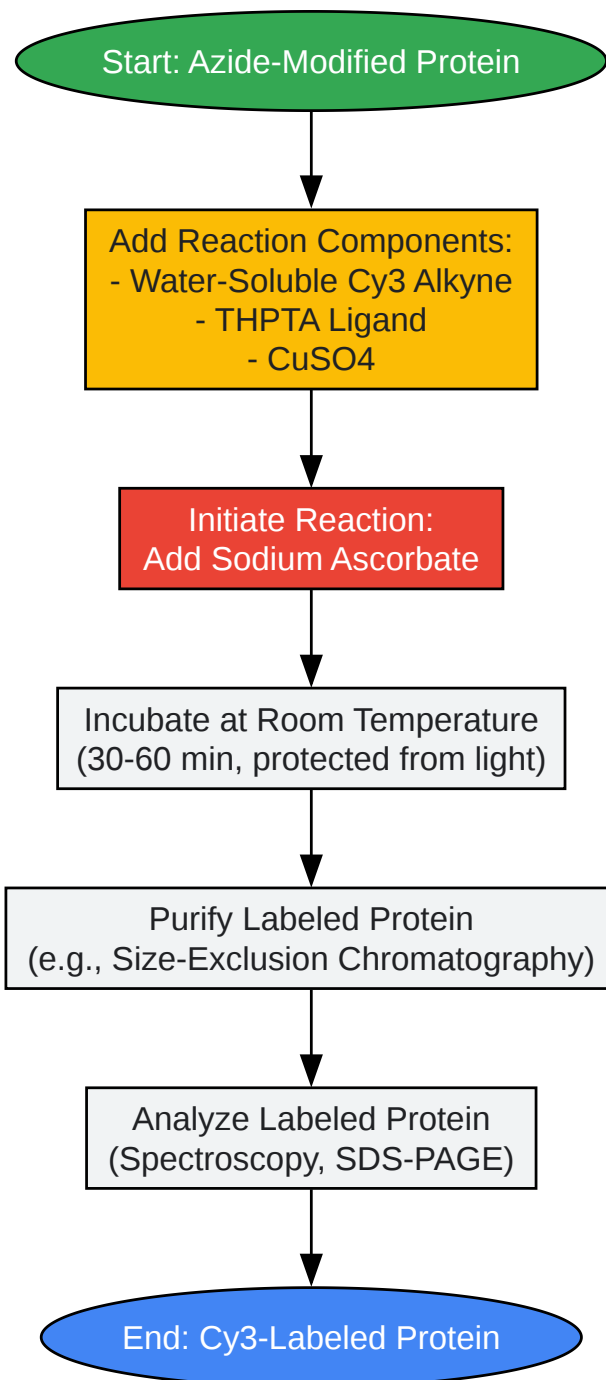 Start: Azide-Modified Protein
Add Reaction Components:
- Water-Soluble Cy3 Alkyne
- THPTA Ligand
- CuSO4
Initiate Reaction:
Add Sodium Ascorbate
Incubate at Room Temperature
(30-60 min, protected from light)
Purify Labeled Protein
(e.g., Size-Exclusion Chromatography)
Analyze Labeled Protein
(Spectroscopy, SDS-PAGE)
End: Cy3-Labeled Protein